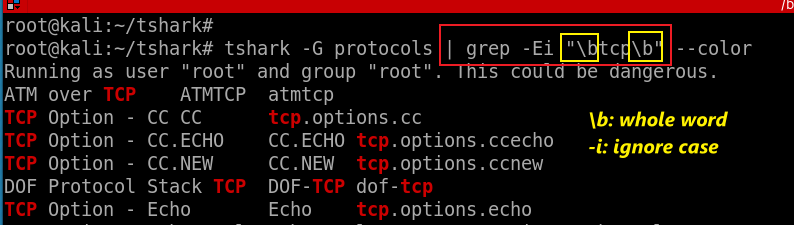 /b
root@kali:~/tshark#
root@kali:~/tshark# tshark -G protocols | grep -Ei "\btcp\b" --color
Running as user "root" and group "root". This could be dangerous.
ATM over TCP    ATMTCP  atmtcp
TCP Option - CC CC      tcp.options.cc
\b: whole word
TCP Option - CC.ECHO    CC.ECHO tcp.options.ccecho
-i: ignore case
TCP Option - CC.NEW     CC.NEW  tcp.options.ccnew
DOF Protocol Stack TCP  DOF-TCP dof-tcp
TCP Option - Echo       Echo    tcp.options.echo